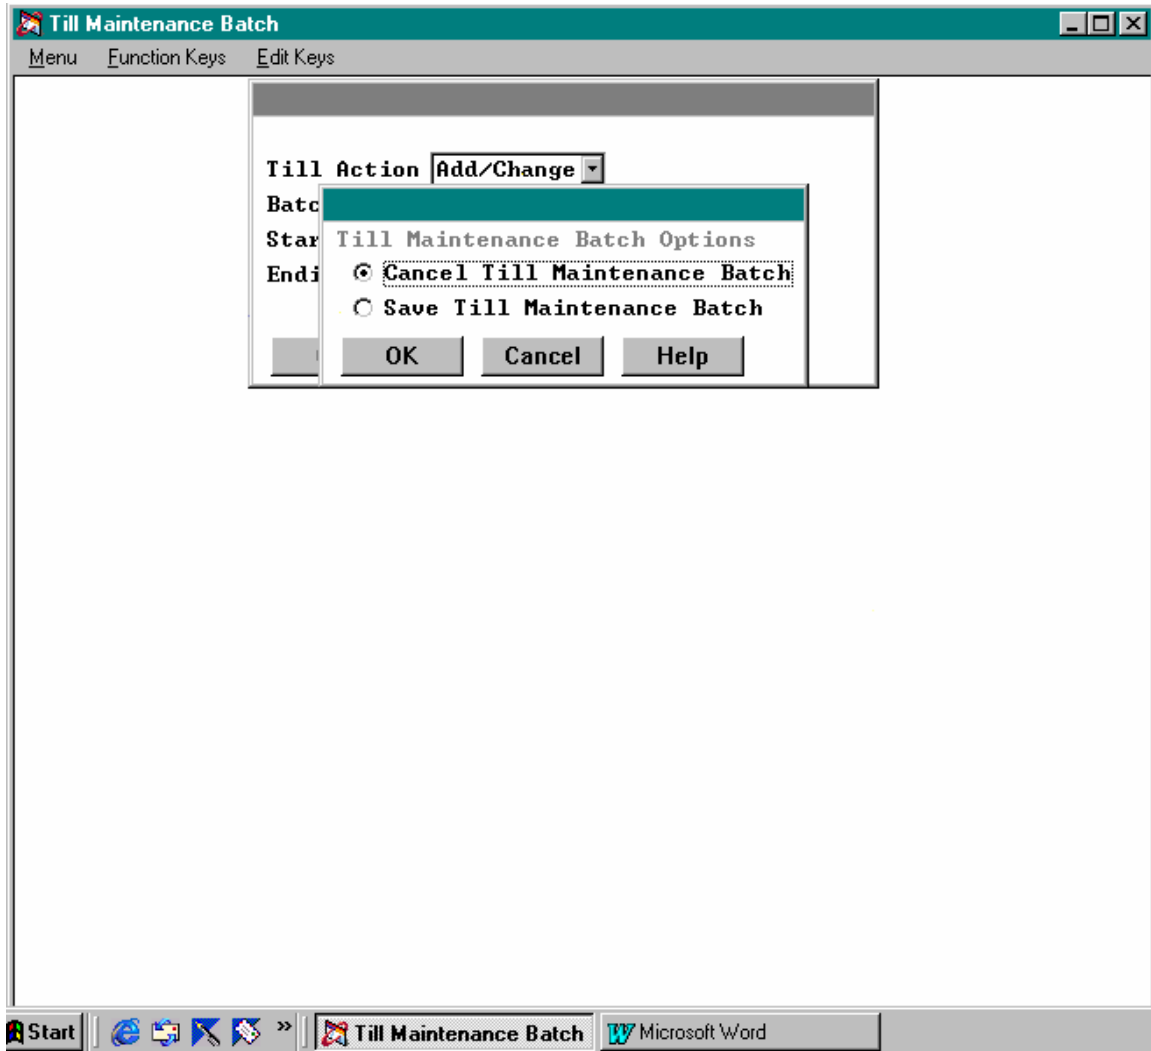 Till Maintenance Batch
Menu Function Keys Edit Keys
Till Action Add/Change
Batc
Star Till Maintenance Batch Options
Endi Cancel Till Maintenance Batch
Save Till Maintenance Batch
OK Cancel Help
Start » Till Maintenance Batch Microsoft Word